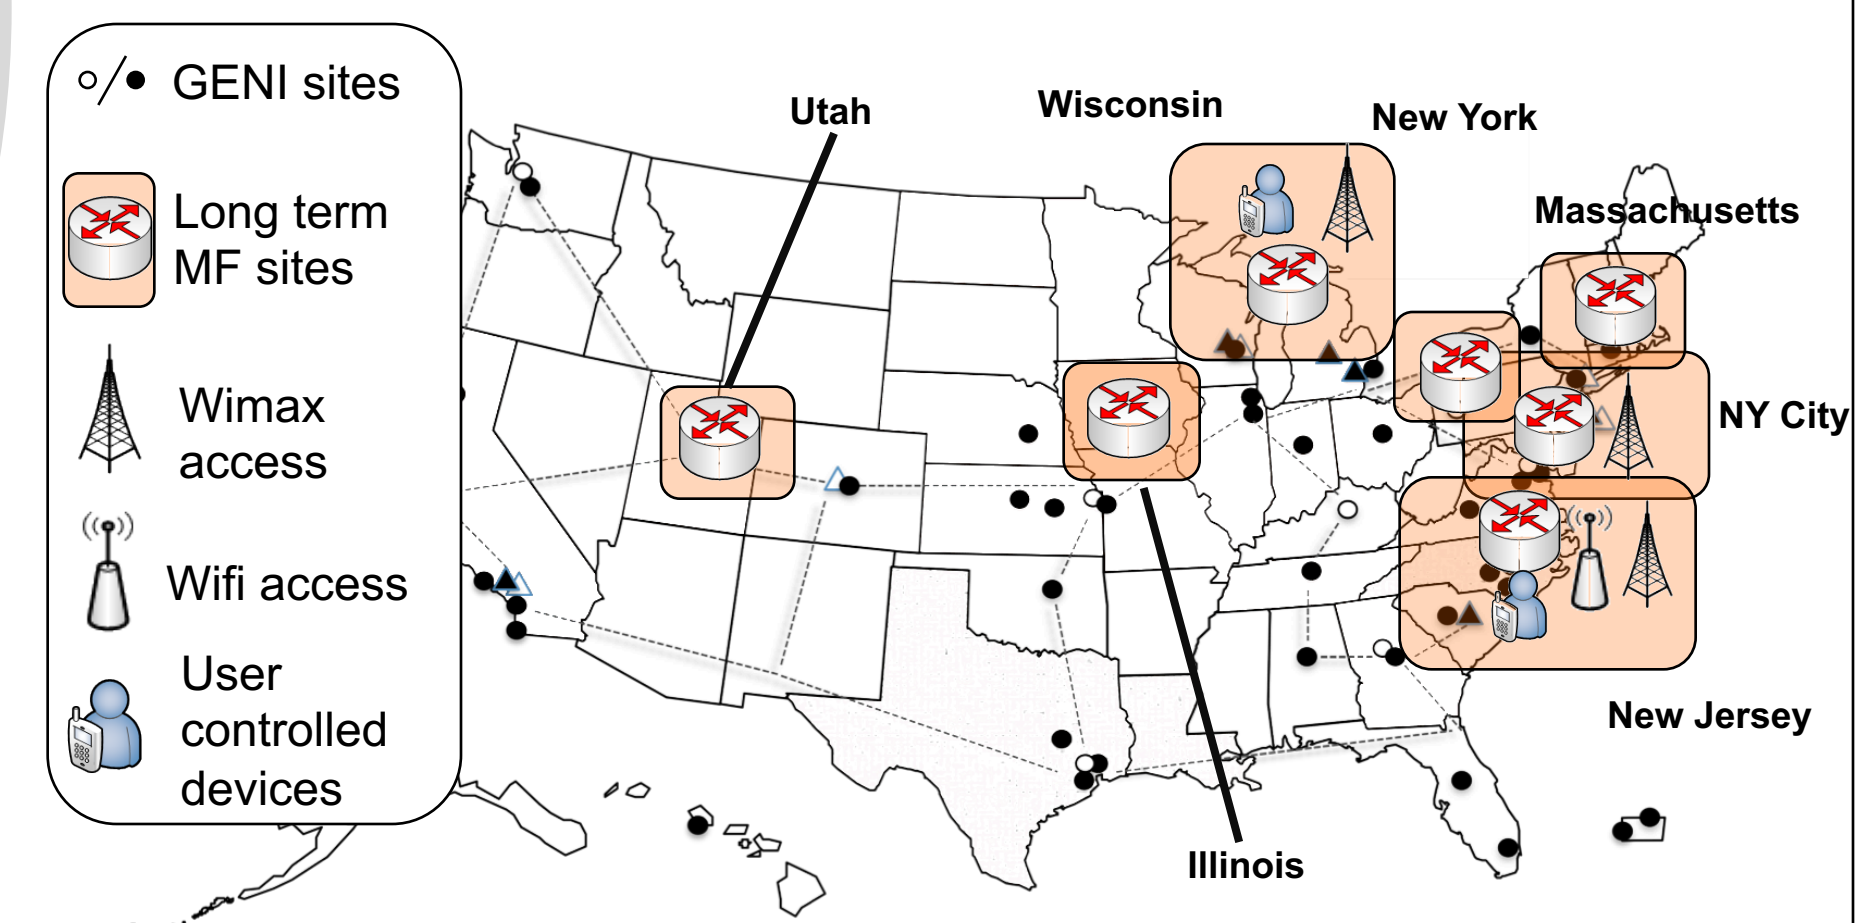 GENI sites
Long term
MF sites
Wimax
access
Wifi access
User
controlled
devices
Utah
Wisconsin
New York
Massachusetts
NY City
New Jersey
Illinois